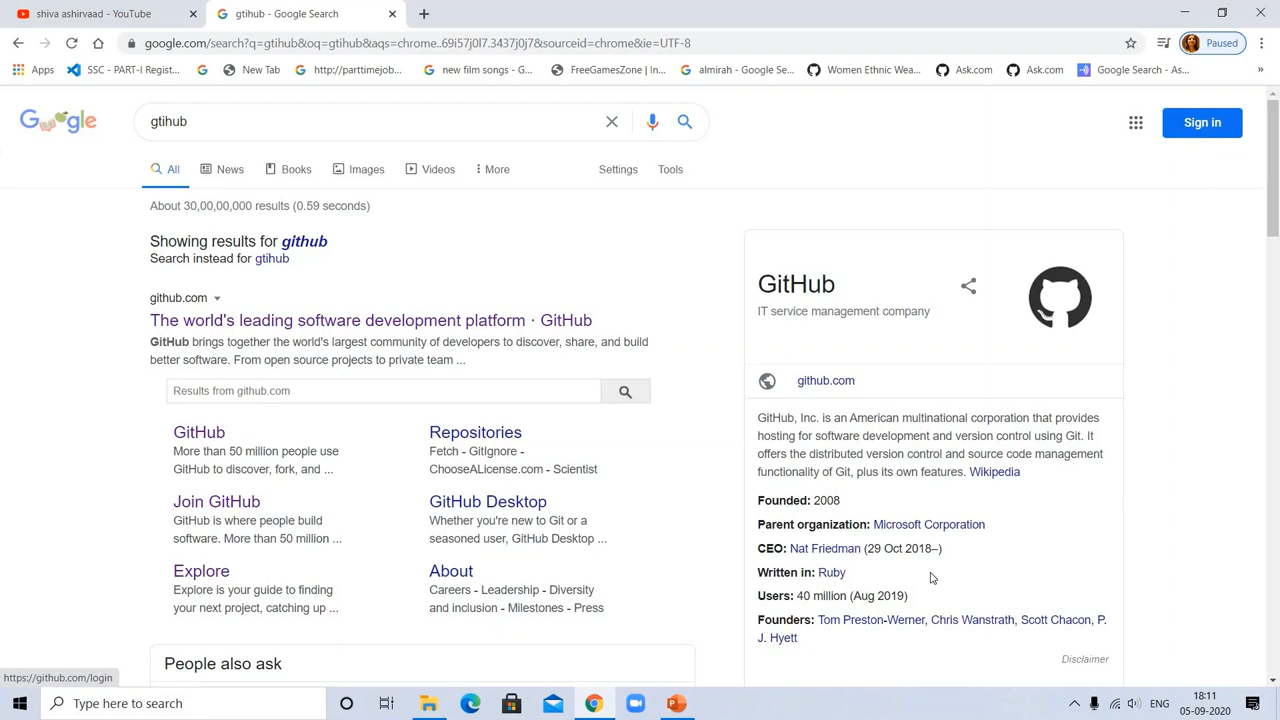 shiva ashirvaad - YouTube
gtihub - Google Search
google.com/search?q=gtihub&oq=gtihub&aqs=chrome..69i57j0l7.3437j0j7&sourceid=chrome&ie=UTF-8
Paused
Apps
SSC - PART-I Regist...
New Tab
http://parttimejob...
new film songs - G...
FreeGamesZone | In...
almirah - Google Se...
Women Ethnic Wea...
Ask.com
Ask.com
Google Search - As...
»
Google
gtihub
Sign in
All
News
Books
Images
Videos
More
Settings
Tools
About 30,00,00,000 results (0.59 seconds)
Showing results for github
Search instead for gtihub
github.com
The world's leading software development platform · GitHub
GitHub brings together the world's largest community of developers to discover, share, and build
better software. From open source projects to private team ...
Results from github.com
GitHub
More than 50 million people use
GitHub to discover, fork, and ...
Repositories
Fetch - GitIgnore -
ChooseALicense.com - Scientist
Join GitHub
GitHub is where people build
software. More than 50 million ...
GitHub Desktop
Whether you're new to Git or a
seasoned user, GitHub Desktop ...
Explore
Explore is your guide to finding
your next project, catching up ...
About
Careers - Leadership - Diversity
and inclusion - Milestones - Press
People also ask
GitHub
IT service management company
github.com
GitHub, Inc. is an American multinational corporation that provides
hosting for software development and version control using Git. It
offers the distributed version control and source code management
functionality of Git, plus its own features. Wikipedia
Founded: 2008
Parent organization: Microsoft Corporation
CEO: Nat Friedman (29 Oct 2018–)
Written in: Ruby
Users: 40 million (Aug 2019)
Founders: Tom Preston-Werner, Chris Wanstrath, Scott Chacon, P.
J. Hyett
Disclaimer
https://github.com/login
Type here to search
ENG
18:11
05-09-2020